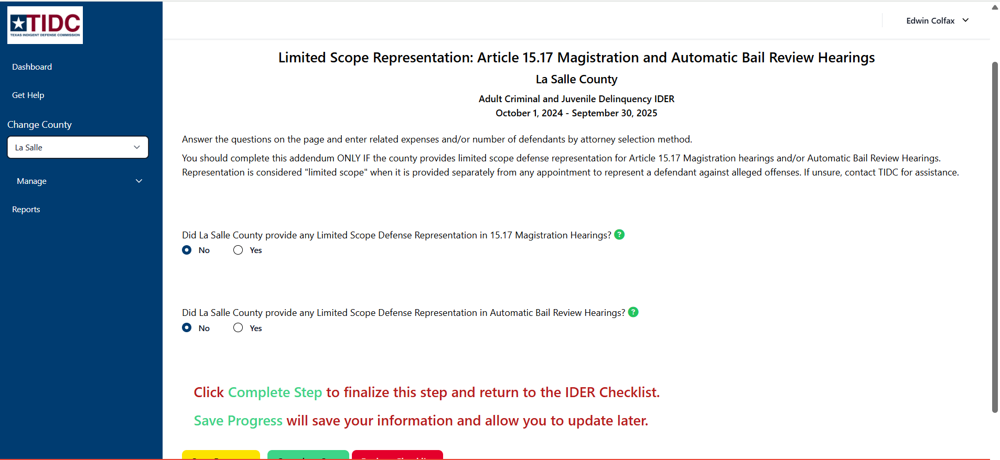 TIDC
TEXAS INDIGENT DEFENSE COMMISSION
Edwin Colfax
Dashboard
Get Help
Change County
La Salle
Manage
Reports
Limited Scope Representation: Article 15.17 Magistration and Automatic Bail Review Hearings
La Salle County
Adult Criminal and Juvenile Delinquency IDER
October 1, 2024 - September 30, 2025
Answer the questions on the page and enter related expenses and/or number of defendants by attorney selection method.
You should complete this addendum ONLY IF the county provides limited scope defense representation for Article 15.17 Magistration hearings and/or Automatic Bail Review Hearings.
Representation is considered "limited scope" when it is provided separately from any appointment to represent a defendant against alleged offenses. If unsure, contact TIDC for assistance.
Did La Salle County provide any Limited Scope Defense Representation in 15.17 Magistration Hearings? ?
No Yes
Did La Salle County provide any Limited Scope Defense Representation in Automatic Bail Review Hearings? ?
No Yes
Click Complete Step to finalize this step and return to the IDER Checklist.
Save Progress will save your information and allow you to update later.